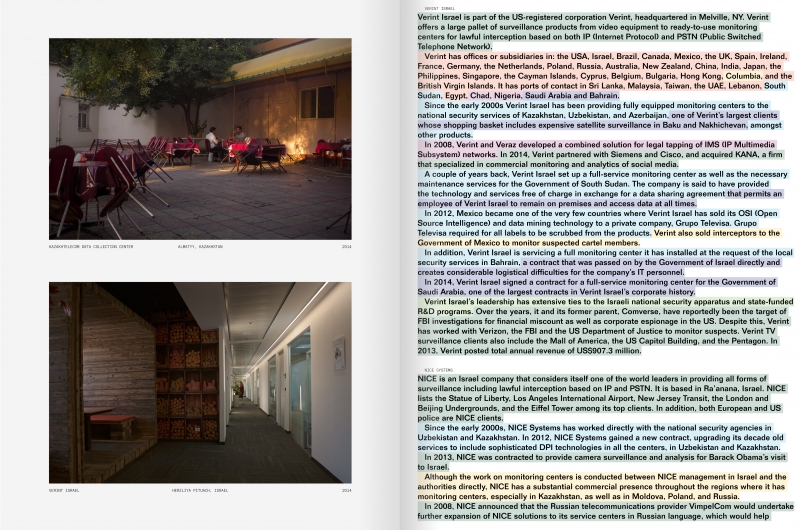 KAZAKHTELECOM DATA COLLECTION CENTER ALMATY, KAZAKHSTAN 2014
VERINT ISRAEL HERZLIYA-PITUACH, ISRAEL 2014
VERINT ISRAEL
Verint Israel is part of the US-registered corporation Verint, headquartered in Melville, NY. Verint
offers a large pallet of surveillance products from video equipment to ready-to-use monitoring
centers for lawful interception based on both IP (Internet Protocol) and PSTN (Public Switched
Telephone Network).
Verint has offices or subsidiaries in: the USA, Israel, Brazil, Canada, Mexico, the UK, Spain, Ireland,
France, Germany, the Netherlands, Poland, Russia, Australia, New Zealand, China, India, Japan, the
Philippines, Singapore, the Cayman Islands, Cyprus, Belgium, Bulgaria, Hong Kong, Columbia, and the
British Virgin Islands. It has ports of contact in Sri Lanka, Malaysia, Taiwan, the UAE, Lebanon, South
Sudan, Egypt, Chad, Nigeria, Saudi Arabia and Bahrain.
Since the early 2000s Verint Israel has been providing fully equipped monitoring centers to the
national security services of Kazakhstan, Uzbekistan, and Azerbaijan, one of Verint's largest clients
whose shopping basket includes expensive satellite surveillance in Baku and Nakhichevan, amongst
other products.
In 2008, Verint and Veraz developed a combined solution for legal tapping of IMS (IP Multimedia
Subsystem) networks. In 2014, Verint partnered with Siemens and Cisco, and acquired KANA, a firm
that specialized in commercial monitoring and analytics of social media.
A couple of years back, Verint Israel set up a full-service monitoring center as well as the necessary
maintenance services for the Government of South Sudan. The company is said to have provided
the technology and services free of charge in exchange for a data sharing agreement that permits an
employee of Verint Israel to remain on premises and access data at all times.
In 2012, Mexico became one of the very few countries where Verint Israel has sold its OSI (Open
Source Intelligence) and data mining technology to a private company, Grupo Televisa. Grupo
Televisa required for all labels to be scrubbed from the products. Verint also sold interceptors to the
Government of Mexico to monitor suspected cartel members.
In addition, Verint Israel is servicing a full monitoring center it has installed at the request of the local
security services in Bahrain, a contract that was passed on by the Government of Israel directly and
creates considerable logistical difficulties for the company's IT personnel.
In 2014, Verint Israel signed a contract for a full-service monitoring center for the Government of
Saudi Arabia, one of the largest contracts in Verint Israel's corporate history.
Verint Israel's leadership has extensive ties to the Israeli national security apparatus and state-funded
R&D programs. Over the years, it and its former parent, Comverse, have reportedly been the target of
FBI investigations for financial miscount as well as corporate espionage in the US. Despite this, Verint
has worked with Verizon, the FBI and the US Department of Justice to monitor suspects. Verint TV
surveillance clients also include the Mall of America, the US Capitol Building, and the Pentagon. In
2013, Verint posted total annual revenue of US$907.3 million.
NICE SYSTEMS
NICE is an Israel company that considers itself one of the world leaders in providing all forms of
surveillance including lawful interception based on IP and PSTN. It is based in Ra'anana, Israel. NICE
lists the Statue of Liberty, Los Angeles International Airport, New Jersey Transit, the London and
Beijing Undergrounds, and the Eiffel Tower among its top clients. In addition, both European and US
police are NICE clients.
Since the early 2000s, NICE Systems has worked directly with the national security agencies in
Uzbekistan and Kazakhstan. In 2012, NICE Systems gained a new contract, upgrading its decade old
services to include sophisticated DPI technologies in all the centers, in Uzbekistan and Kazakhstan.
In 2013, NICE was contracted to provide camera surveillance and analysis for Barack Obama's visit
to Israel.
Although the work on monitoring centers is conducted between NICE management in Israel and the
authorities directly, NICE has a substantial commercial presence throughout the regions where it has
monitoring centers, especially in Kazakhstan, as well as in Moldova, Poland, and Russia.
In 2008, NICE announced that the Russian telecommunications provider VimpelCom would undertake
further expansion of NICE solutions to its service centers in Russian language, which would help